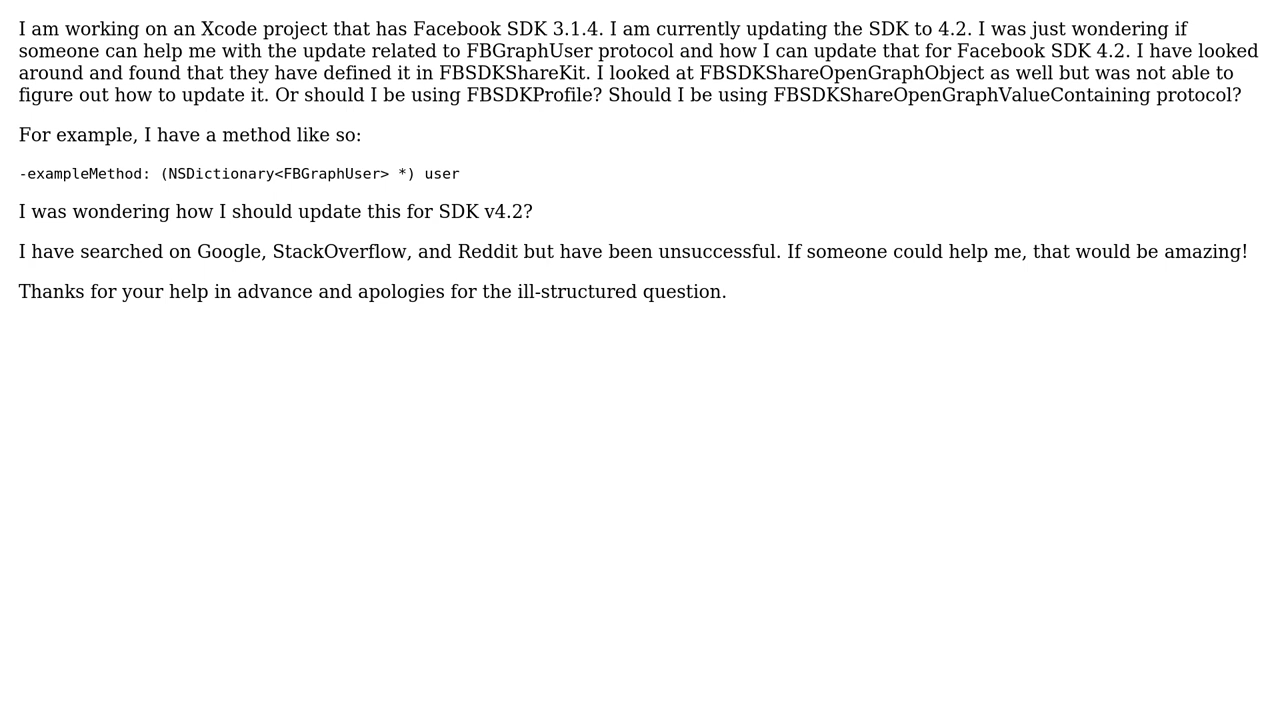 I am working on an Xcode project that has Facebook SDK 3.1.4. I am currently updating the SDK to 4.2. I was just wondering if
someone can help me with the update related to FBGraphUser protocol and how I can update that for Facebook SDK 4.2. I have looked
around and found that they have defined it in FBSDKShareKit. I looked at FBSDKShareOpenGraphObject as well but was not able to
figure out how to update it. Or should I be using FBSDKProfile? Should I be using FBSDKShareOpenGraphValueContaining protocol?
For example, I have a method like so:
-exampleMethod: (NSDictionary<FBGraphUser> *) user
I was wondering how I should update this for SDK v4.2?
I have searched on Google, StackOverflow, and Reddit but have been unsuccessful. If someone could help me, that would be amazing!
Thanks for your help in advance and apologies for the ill-structured question.